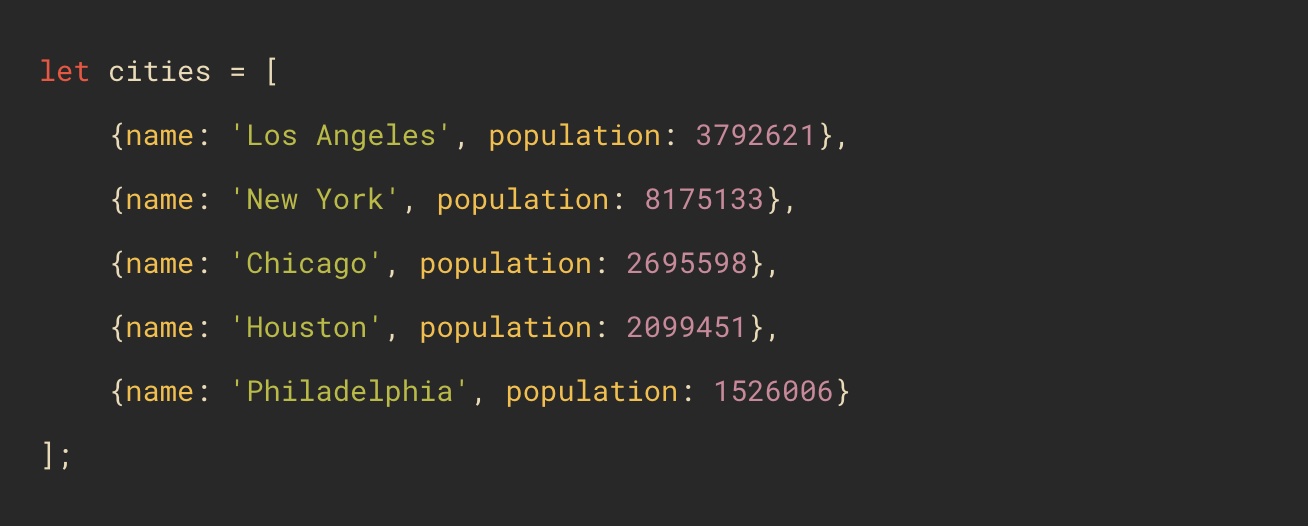 let cities = [
    {name: 'Los Angeles', population: 3792621},
    {name: 'New York', population: 8175133},
    {name: 'Chicago', population: 2695598},
    {name: 'Houston', population: 2099451},
    {name: 'Philadelphia', population: 1526006}
];